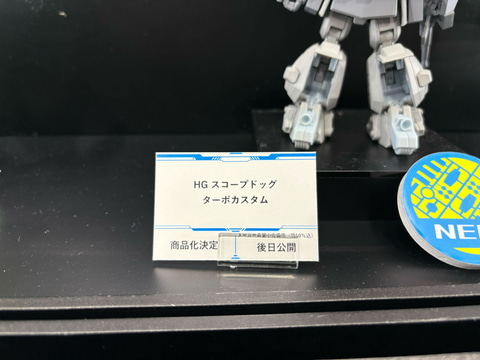 HG スコープドッグ
ターボカスタム
商品化決定
後日公開
NE